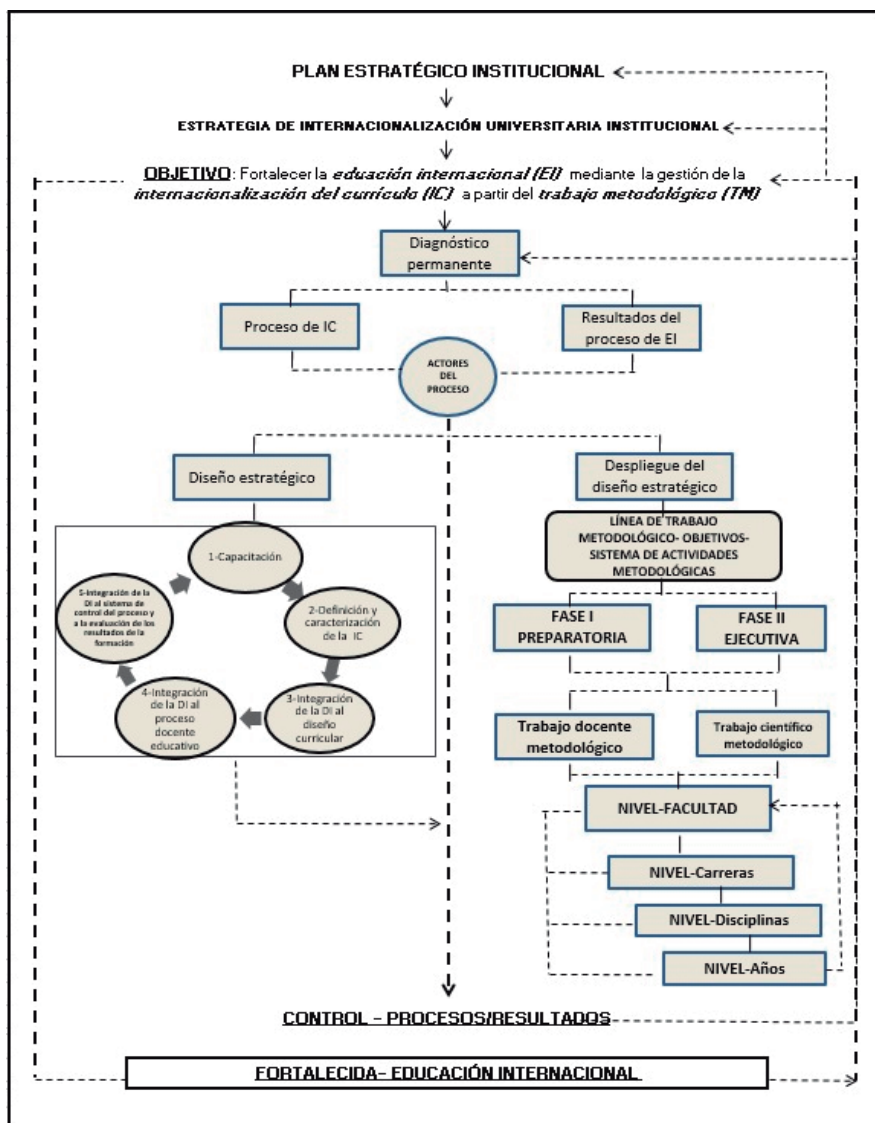 PLAN ESTRATÉGICO INSTITUCIONAL
ESTRATEGIA DE INTERNACIONALIZACIÓN UNIVERSITARIA INSTITUCIONAL
OBJETIVO: Fortalecer la eduación internacional (EI) mediante la gestión de la
internacionalización del currículo (IC) a partir del trabajo metodológico (TM)
Diagnóstico
permanente
Proceso de IC
Resultados del
proceso de EI
ACTORES
DEL
PROCESO
Diseño estratégico
Despliegue del
diseño estratégico
1-Capacitación
2-Definición y
caracterización
de la IC
3-Integración
de la DI al
diseño
curricular
4-Integración
de la DI al
proceso
docente
educativo
5-Integración de la
DI al sistema de
control del proceso y
a la evaluación de los
resultados de la
formación
LÍNEA DE TRABAJO
METODOLÓGICO- OBJETIVOS-
SISTEMA DE ACTIVIDADES
METODOLÓGICAS
FASE I
PREPARATORIA
FASE II
EJECUTIVA
Trabajo docente
metodológico
Trabajo científico
metodológico
NIVEL-FACULTAD
NIVEL-Carreras
NIVEL-Disciplinas
NIVEL-Años
CONTROL – PROCESOS/RESULTADOS
FORTALECIDA– EDUCACIÓN INTERNACIONAL